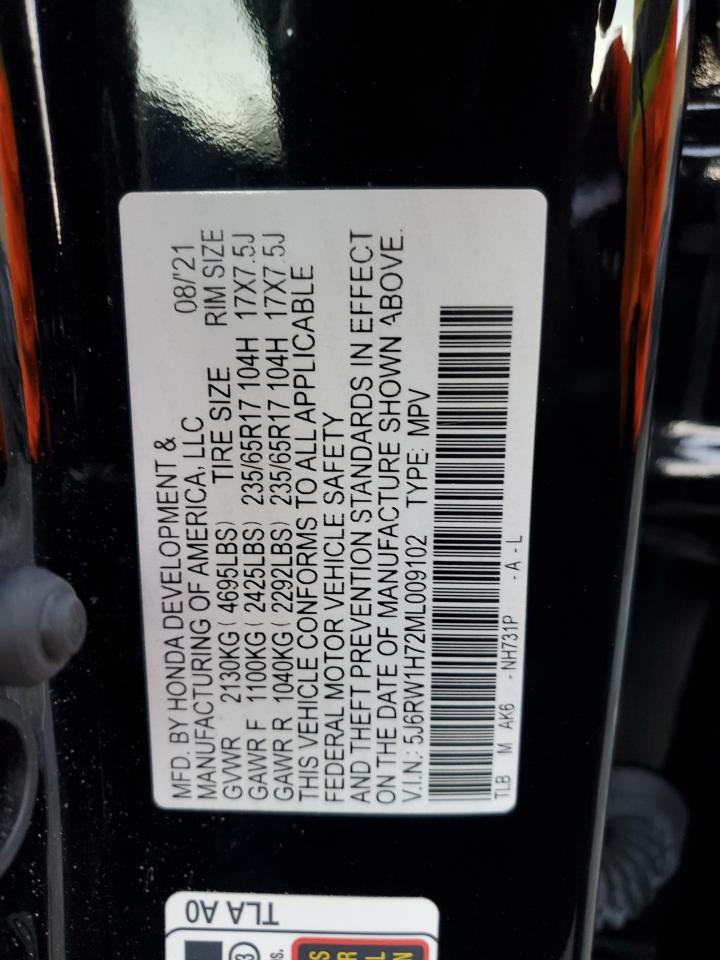 MFD. BY HONDA DEVELOPMENT &
MANUFACTURING OF AMERICA, LLC 08/'21
GVWR 2130KG ( 4695LBS) TIRE SIZE RIM SIZE
GAWR F 1100KG ( 2425LBS) 235/65R17 104H 17X7.5J
GAWR R 1040KG ( 2292LBS) 235/65R17 104H 17X7.5J
THIS VEHICLE CONFORMS TO ALL APPLICABLE
FEDERAL MOTOR VEHICLE SAFETY
AND THEFT PREVENTION STANDARDS IN EFFECT
ON THE DATE OF MANUFACTURE SHOWN ABOVE.
V.I.N.: 5J6RW1H72ML009102 TYPE: MPV
TLB M AK6 - NH731P - A - L
TLA A0